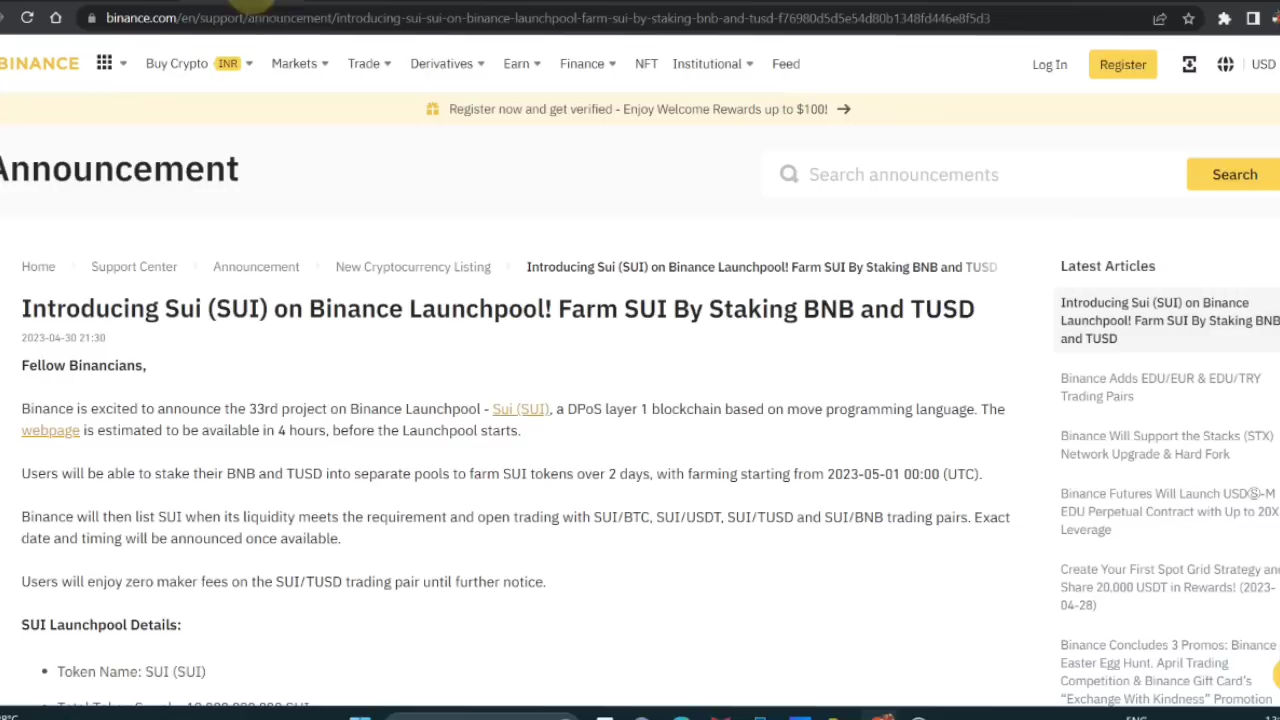 binance.com/en/support/announcement/introducing-sui-sui-on-binance-launchpool-farm-sui-by-staking-bnb-and-tusd-f76980d5d5e54d80b1348fd446e8f5d3
BINANCE Buy Crypto INR Markets Trade Derivatives Earn Finance NFT Institutional Feed Log In Register USD
Register now and get verified - Enjoy Welcome Rewards up to $100!
Announcement
Search announcements
Search
Home Support Center Announcement New Cryptocurrency Listing Introducing Sui (SUI) on Binance Launchpool! Farm SUI By Staking BNB and TUSD
Introducing Sui (SUI) on Binance Launchpool! Farm SUI By Staking BNB and TUSD
2023-04-30 21:30
Fellow Binancians,
Binance is excited to announce the 33rd project on Binance Launchpool - Sui (SUI), a DPoS layer 1 blockchain based on move programming language. The
webpage is estimated to be available in 4 hours, before the Launchpool starts.
Users will be able to stake their BNB and TUSD into separate pools to farm SUI tokens over 2 days, with farming starting from 2023-05-01 00:00 (UTC).
Binance will then list SUI when its liquidity meets the requirement and open trading with SUI/BTC, SUI/USDT, SUI/TUSD and SUI/BNB trading pairs. Exact
date and timing will be announced once available.
Users will enjoy zero maker fees on the SUI/TUSD trading pair until further notice.
SUI Launchpool Details:
• Token Name: SUI (SUI)
Latest Articles
Introducing Sui (SUI) on Binance
Launchpool! Farm SUI By Staking BNB
and TUSD
Binance Adds EDU/EUR & EDU/TRY
Trading Pairs
Binance Will Support the Stacks (STX)
Network Upgrade & Hard Fork
Binance Futures Will Launch USDⓈ-M
EDU Perpetual Contract with Up to 20X
Leverage
Create Your First Spot Grid Strategy and
Share 20,000 USDT in Rewards! (2023-
04-28)
Binance Concludes 3 Promos: Binance
Easter Egg Hunt, April Trading
Competition & Binance Gift Card's
"Exchange With Kindness" Promotion